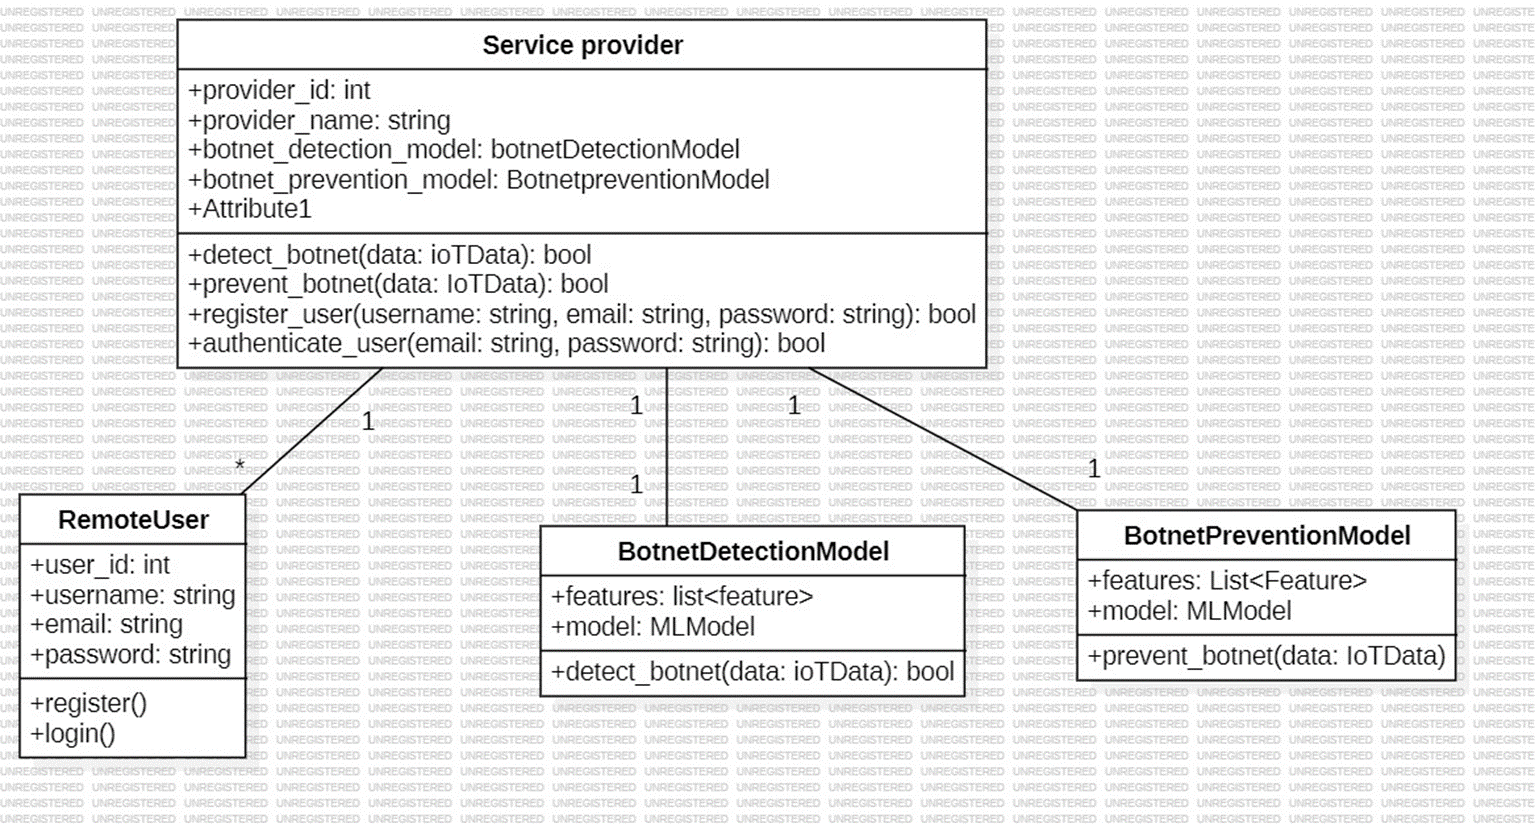 Service provider
+provider_id: int
+provider_name: string
+botnet_detection_model: botnetDetectionModel
+botnet_prevention_model: BotnetpreventionModel
+Attribute1
+detect_botnet(data: ioTData): bool
+prevent_botnet(data: IoTData): bool
+register_user(username: string, email: string, password: string): bool
+authenticate_user(email: string, password: string): bool
1
*
1
1
1
1
RemoteUser
+user_id: int
+username: string
+email: string
+password: string
+register()
+login()
BotnetDetectionModel
+features: list<feature>
+model: MLModel
+detect_botnet(data: ioTData): bool
BotnetPreventionModel
+features: List<Feature>
+model: MLModel
+prevent_botnet(data: IoTData)
UNREGISTERED